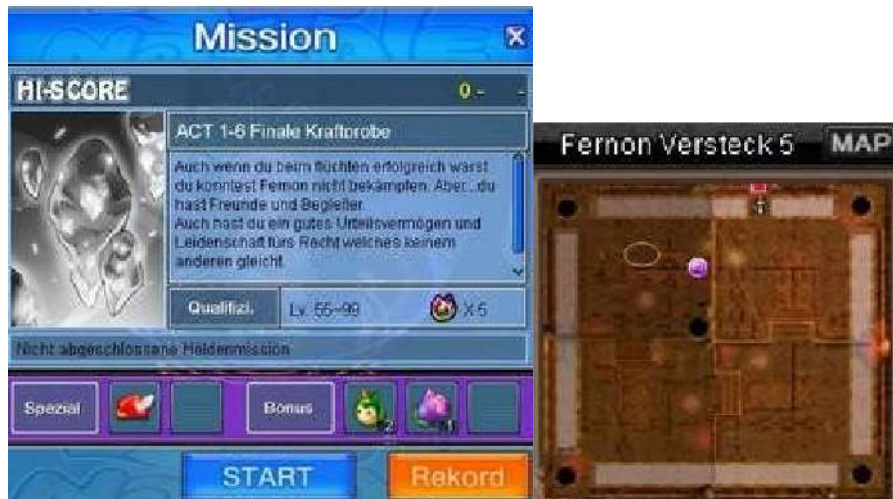 Mission
HI-SCORE
0 - -
ACT 1-6 Finale Kraftprobe
Auch wenn du beim flüchten erfolgreich warst
du konntest Fernon nicht bekämpfen. Aber...du
hast Freunde und Begleiter.
Auch hast du ein gutes Urteilsvermögen und
Leidenschaft fürs Recht welches keinem
anderen gleicht.
Qualifizi.
Lv. 55~99
X 5
Nicht abgeschlossene Heldenmission
Spezial
Bonus
2
1
START
Rekord
Fernon Versteck 5
MAP